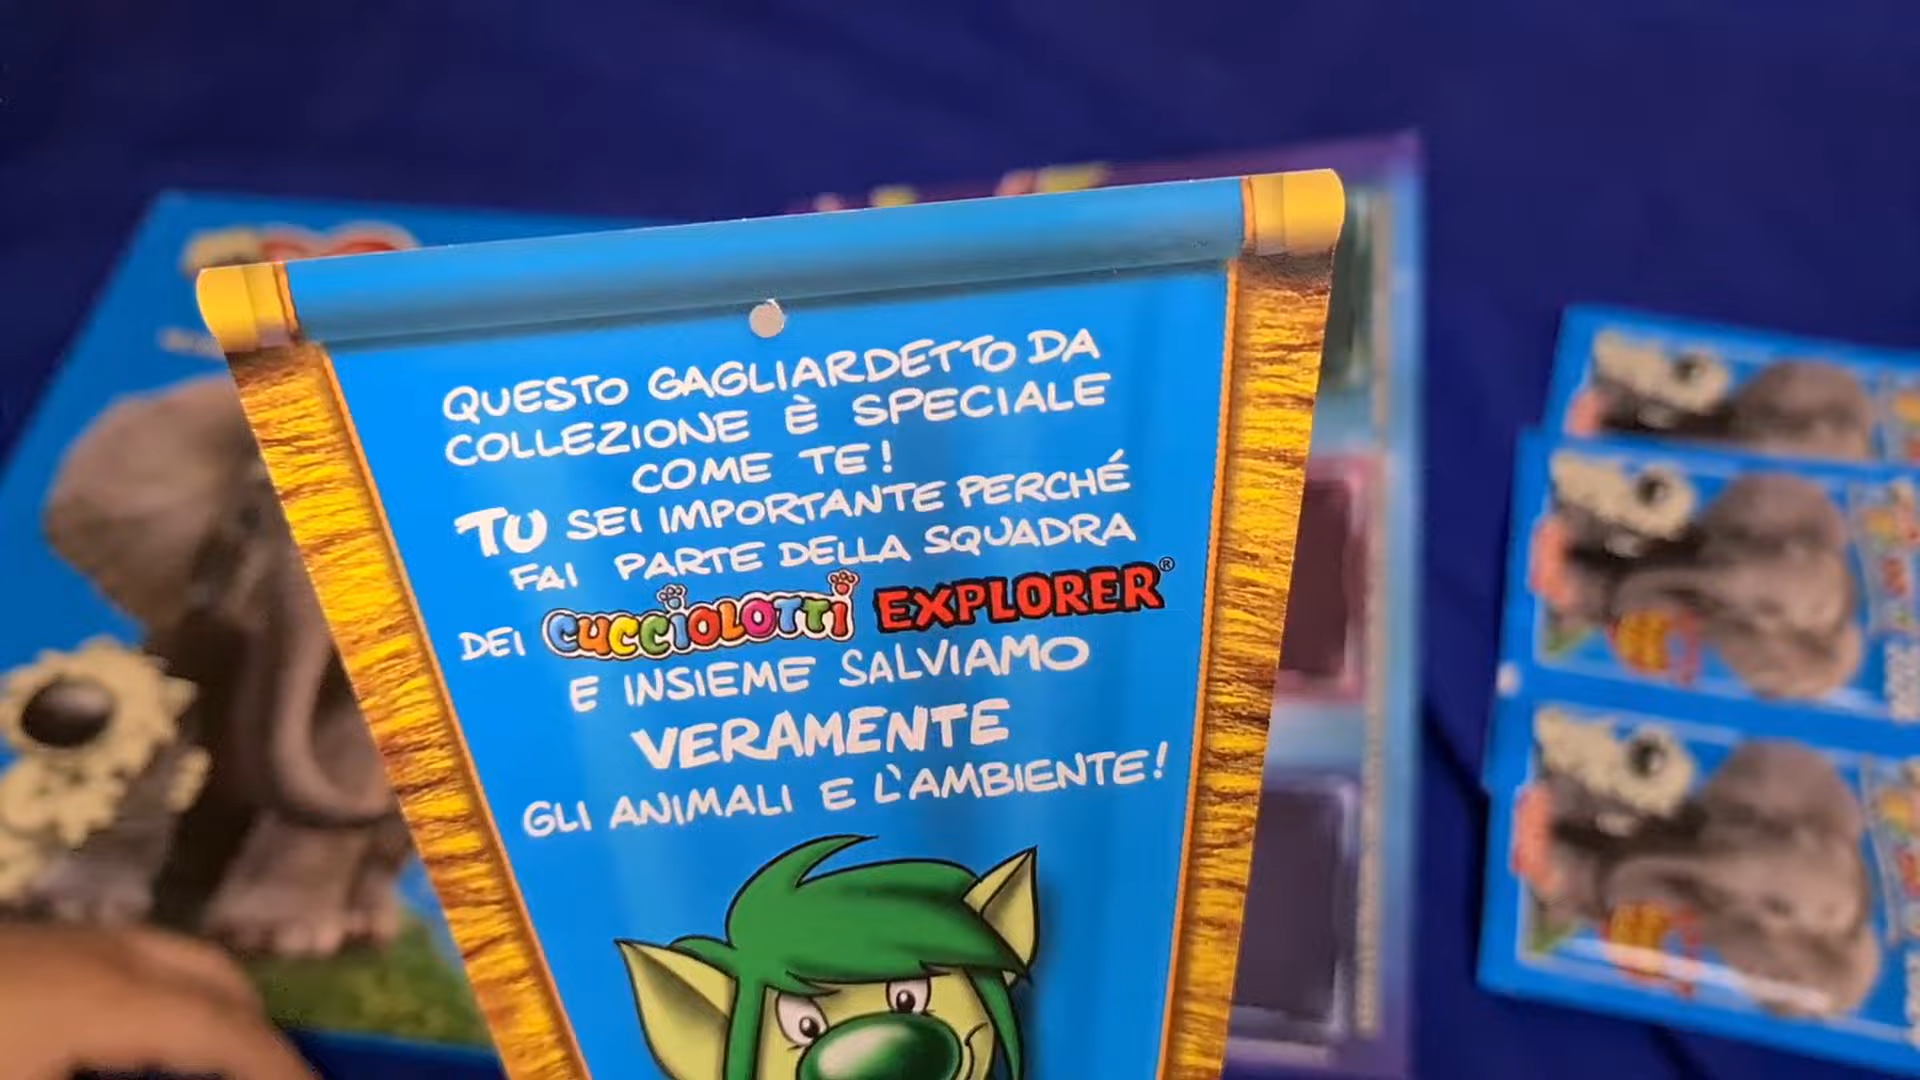 QUESTO GAGLIARDETTO DA
COLLEZIONE È SPECIALE
COME TE!
TU SEI IMPORTANTE PERCHÉ
FAI PARTE DELLA SQUADRA
DEI CUCCIOLOTTI EXPLORER®
E INSIEME SALVIAMO
VERAMENTE
GLI ANIMALI E L'AMBIENTE!